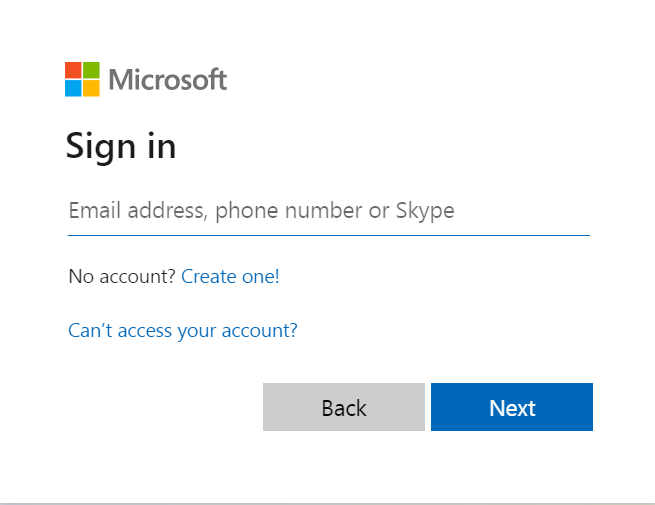 Microsoft
Sign in
Email address, phone number or Skype
No account? Create one!
Can’t access your account?
Back
Next